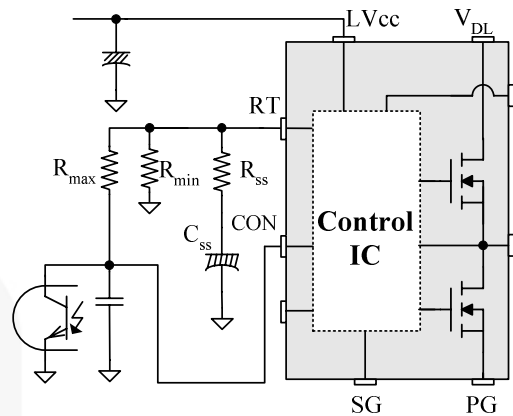 LVcc
V_DL
RT
R_max
R_min
R_ss
C_ss
CON
Control
IC
SG
PG